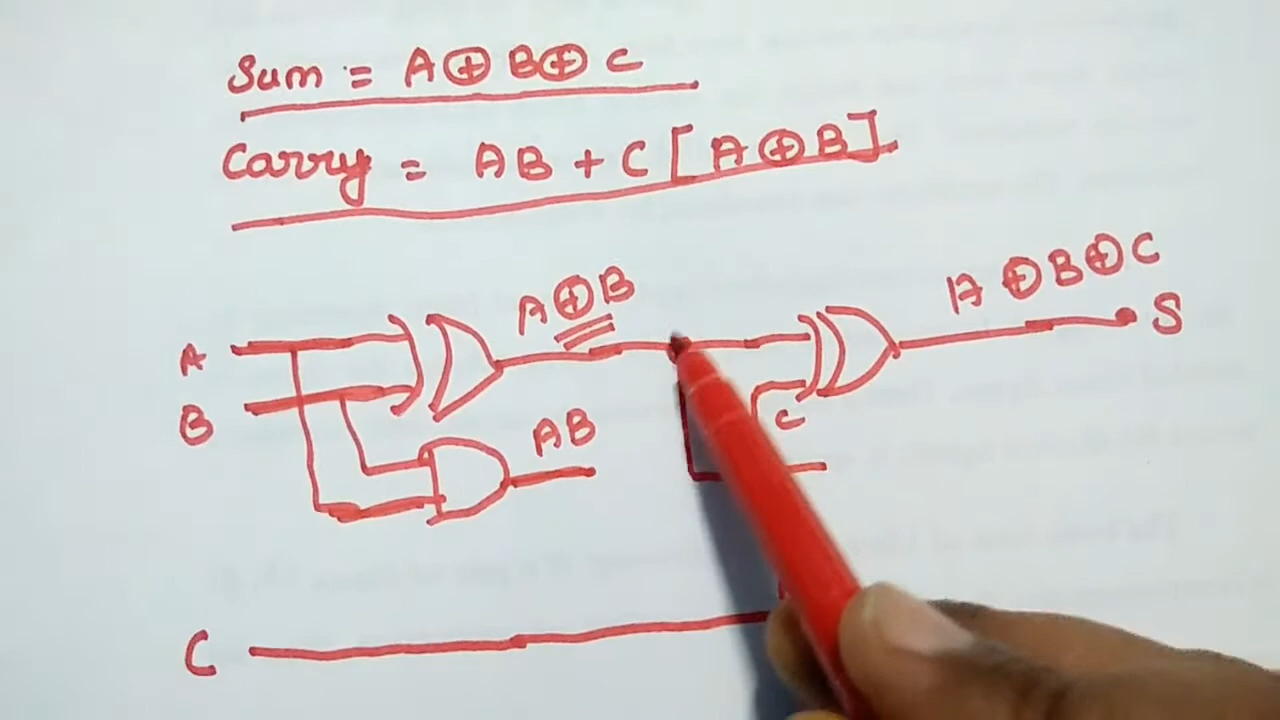 Sum = A⊕B⊕C
Carry = AB + C[A⊕B]
A⊕B
A⊕B⊕C
S
A
B
AB
C
C